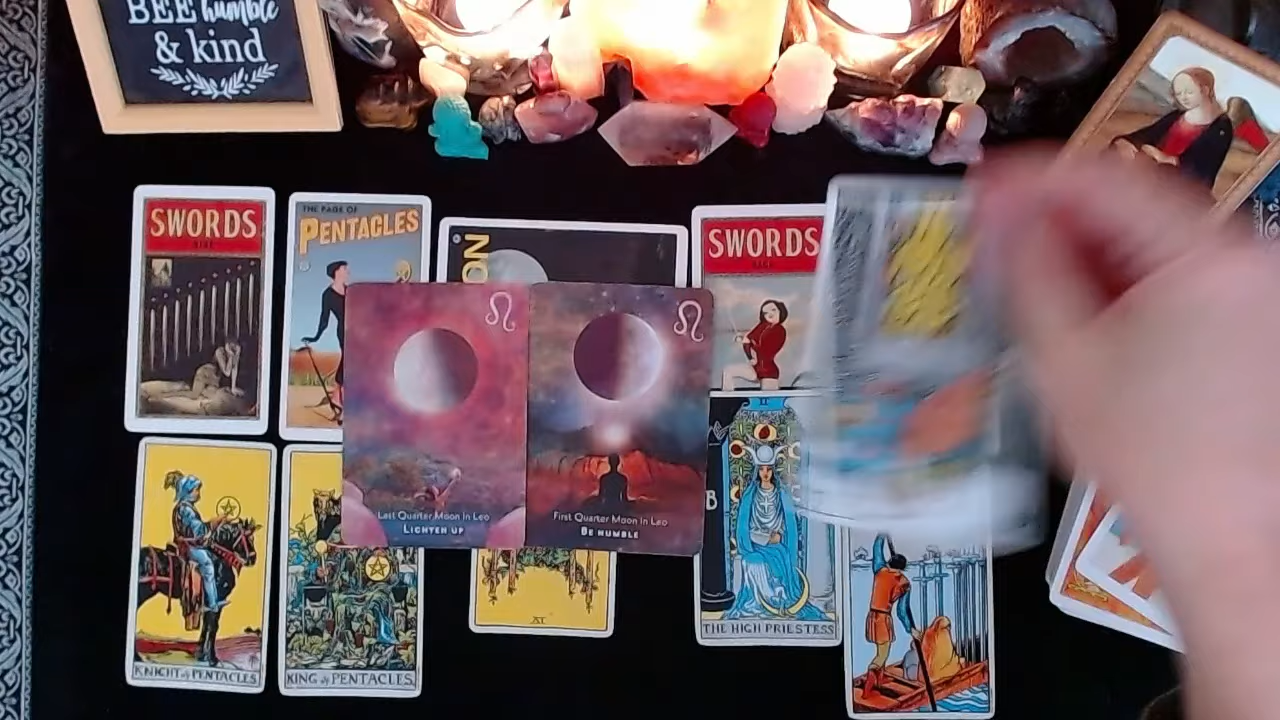 BEE humble
& kind
SWORDS
THE PAGE OF
PENTACLES
SWORDS
Last Quarter Moon in Leo
LIGHTEN UP
First Quarter Moon in Leo
BE HUMBLE
B
II
THE HIGH PRIESTESS
KNIGHT of PENTACLES
KING of PENTACLES